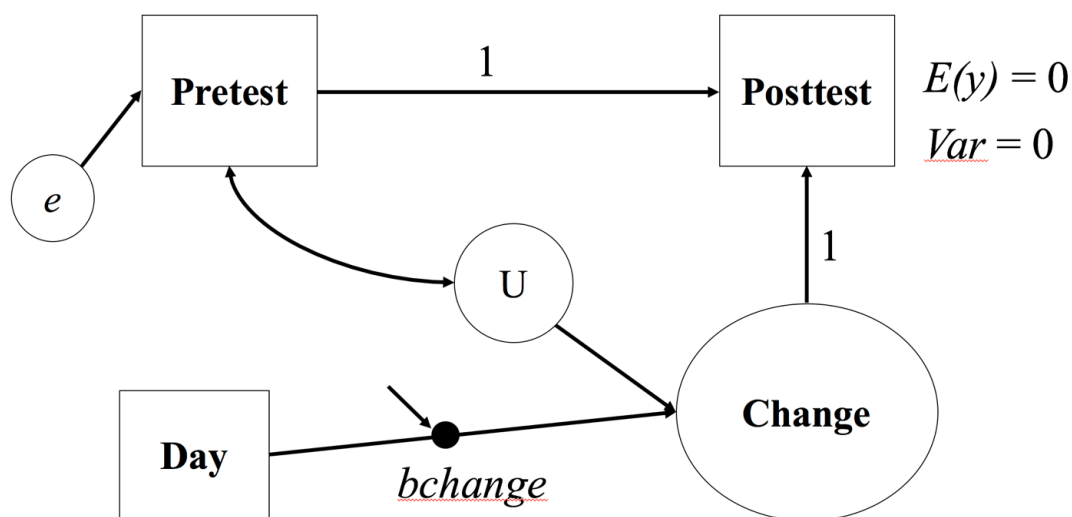 1
Pretest
Posttest
E(y) = 0
Var = 0
e
U
1
Change
Day
bchange